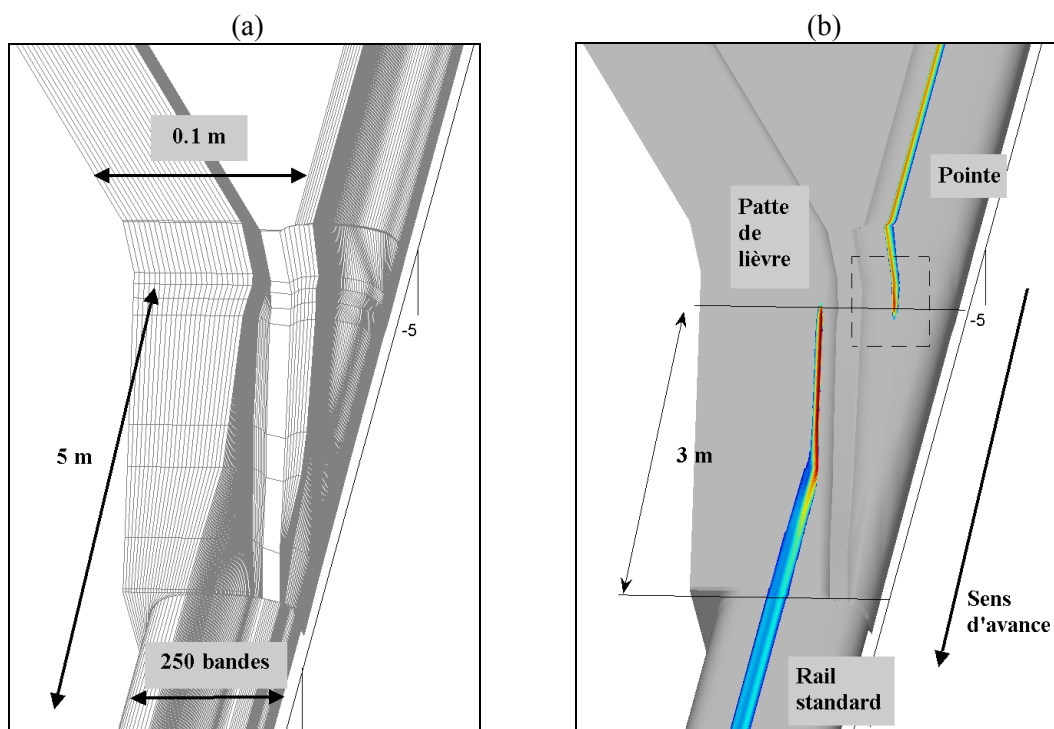 (a)
0.1 m
-5
5 m
250 bandes
(b)
Pointe
Patte
de
lièvre
-5
3 m
Sens
d'avance
Rail
standard